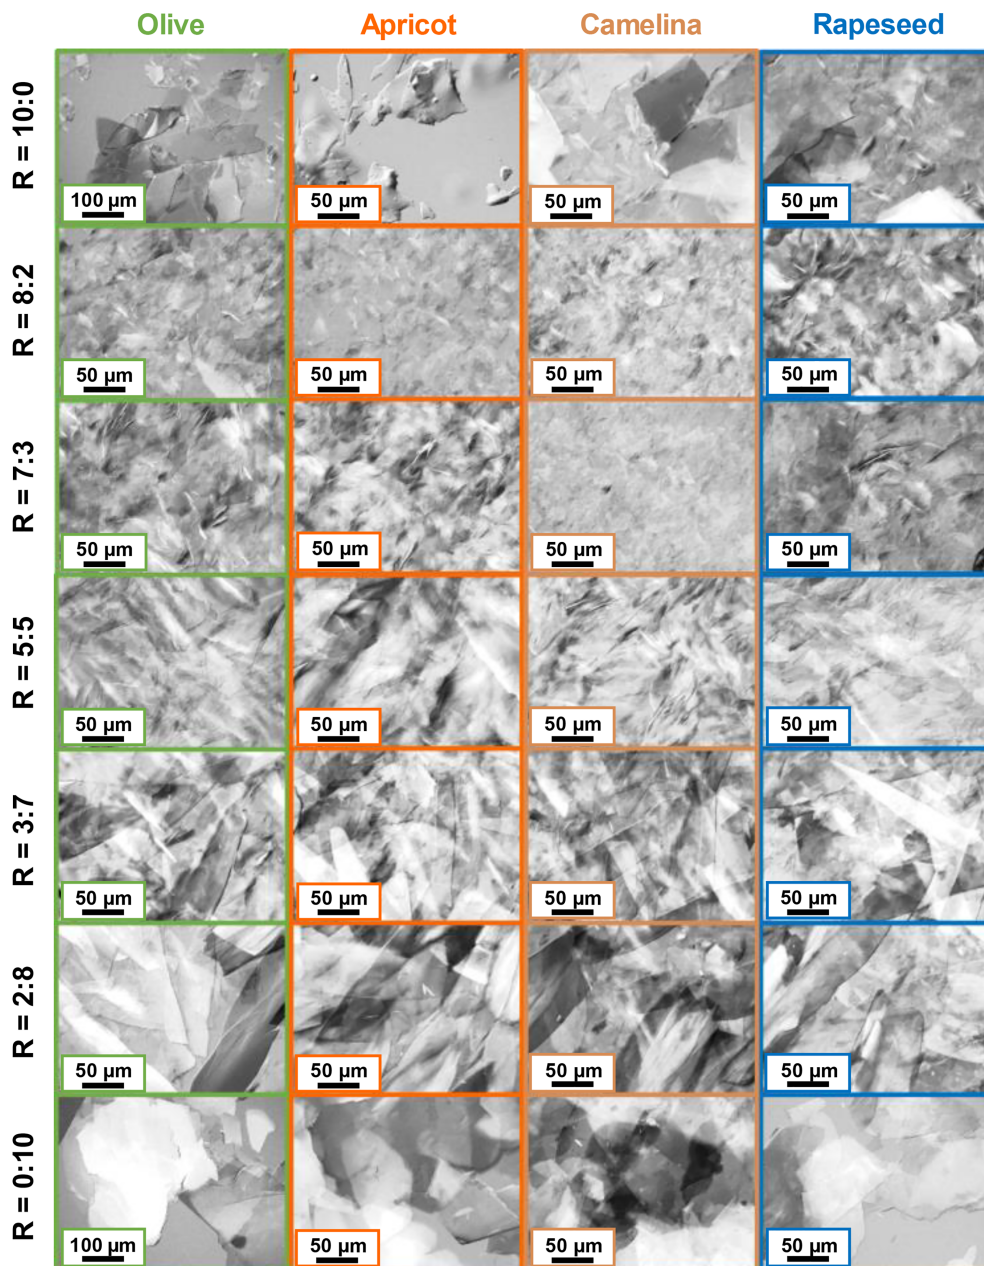 Olive Apricot Camelina Rapeseed
R = 10:0
100 µm 50 µm 50 µm 50 µm
R = 8:2
50 µm 50 µm 50 µm 50 µm
R = 7:3
50 µm 50 µm 50 µm 50 µm
R = 5:5
50 µm 50 µm 50 µm 50 µm
R = 3:7
50 µm 50 µm 50 µm 50 µm
R = 2:8
50 µm 50 µm 50 µm 50 µm
R = 0:10
100 µm 50 µm 50 µm 50 µm